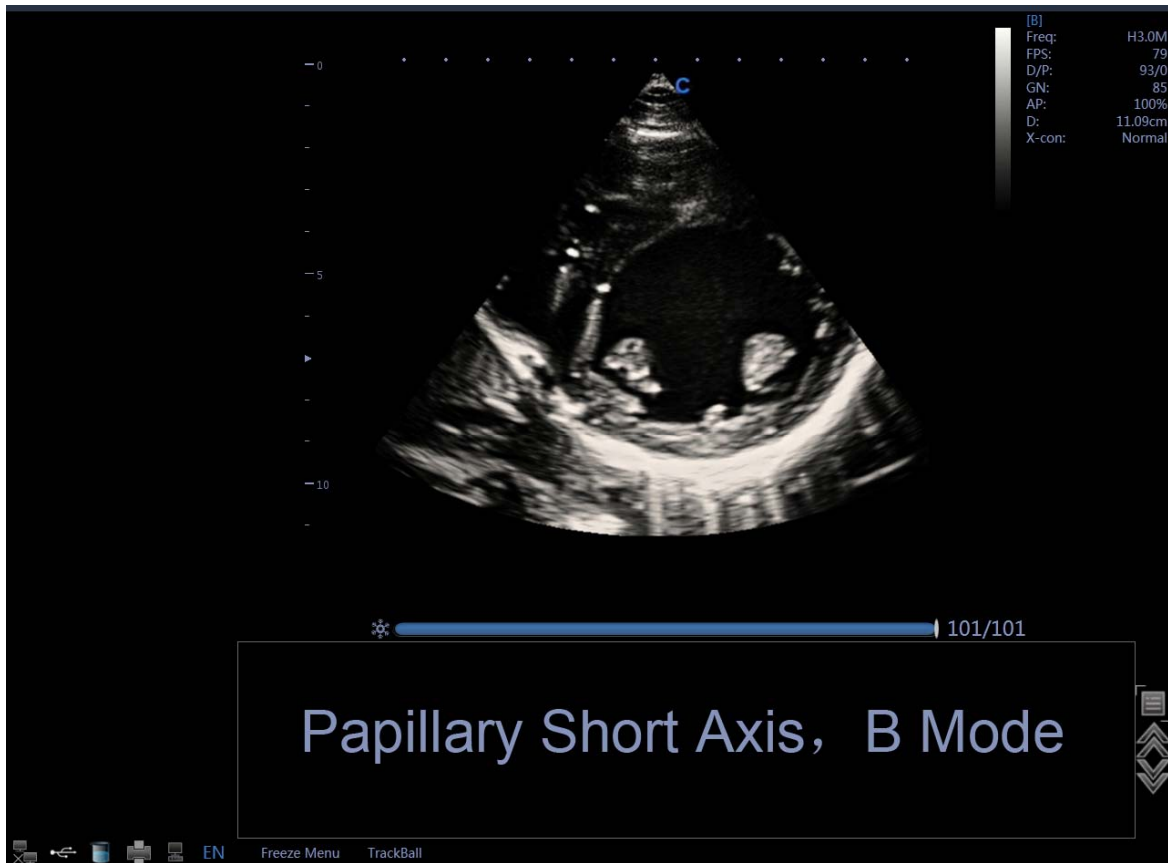 [B]
Freq: H3.0M
FPS: 79
D/P: 93/0
GN: 85
AP: 100%
D: 11.09cm
X-con: Normal
C
0
5
10
101/101
Papillary Short Axis，B Mode
EN Freeze Menu TrackBall